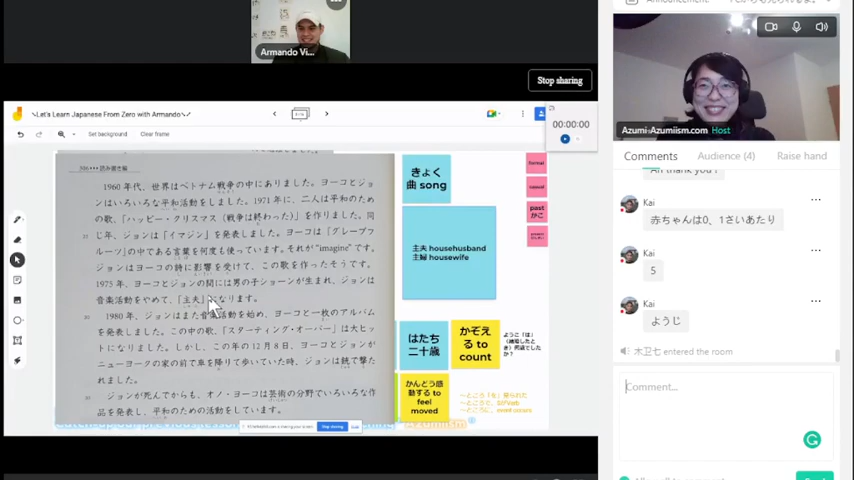 Armando Vi...
Stop sharing
Let's Learn Japanese From Zero with Armando
Set background
Clear frame
00:00:00
1960年代、世界はベトナム戦争の中にありました。ヨーコとジョ
ンはいろいろな平和活動をしました。1971年に、二人は平和のため
の歌、「ハッピー・クリスマス（戦争は終わった）」を作りました。同
じ年、ジョンは「イマジン」を発表しました。ヨーコは「グレープフ
ルーツ」の中である言葉を何度も使っています。それが“imagine”です。
ジョンはヨーコの詩に影響を受けて、この歌を作ったそうです。
1975年、ヨーコとジョンの間には男の子ショーンが生まれ、ジョンは
音楽活動をやめて、「主夫」になります。
1980年、ジョンはまた音楽活動を始め、ヨーコと一枚のアルバム
を発表しました。この中の歌、「スターティング・オーバー」は大ヒッ
トになりました。しかし、この年の12月8日、ヨーコとジョンが
ニューヨークの家の前で車を降りて歩いていた時、ジョンは銃で撃た
れました。
ジョンが死んでからも、オノ・ヨーコは芸術の分野でいろいろな作
品を発表し、平和のための活動をしています。
きょく
曲 song
主夫 househusband
主婦 housewife
はたち
二十歳
かぞえ
る to
count
かんどう感
動する to
feel
moved
formal
casual
past
かこ
Stop sharing
Azumi-Azumiism.com Host
Comments
Audience (4)
Raise hand
Kai
赤ちゃんは0、1さいあたり
Kai
5
Kai
ようじ
木卫七 entered the room
Comment...